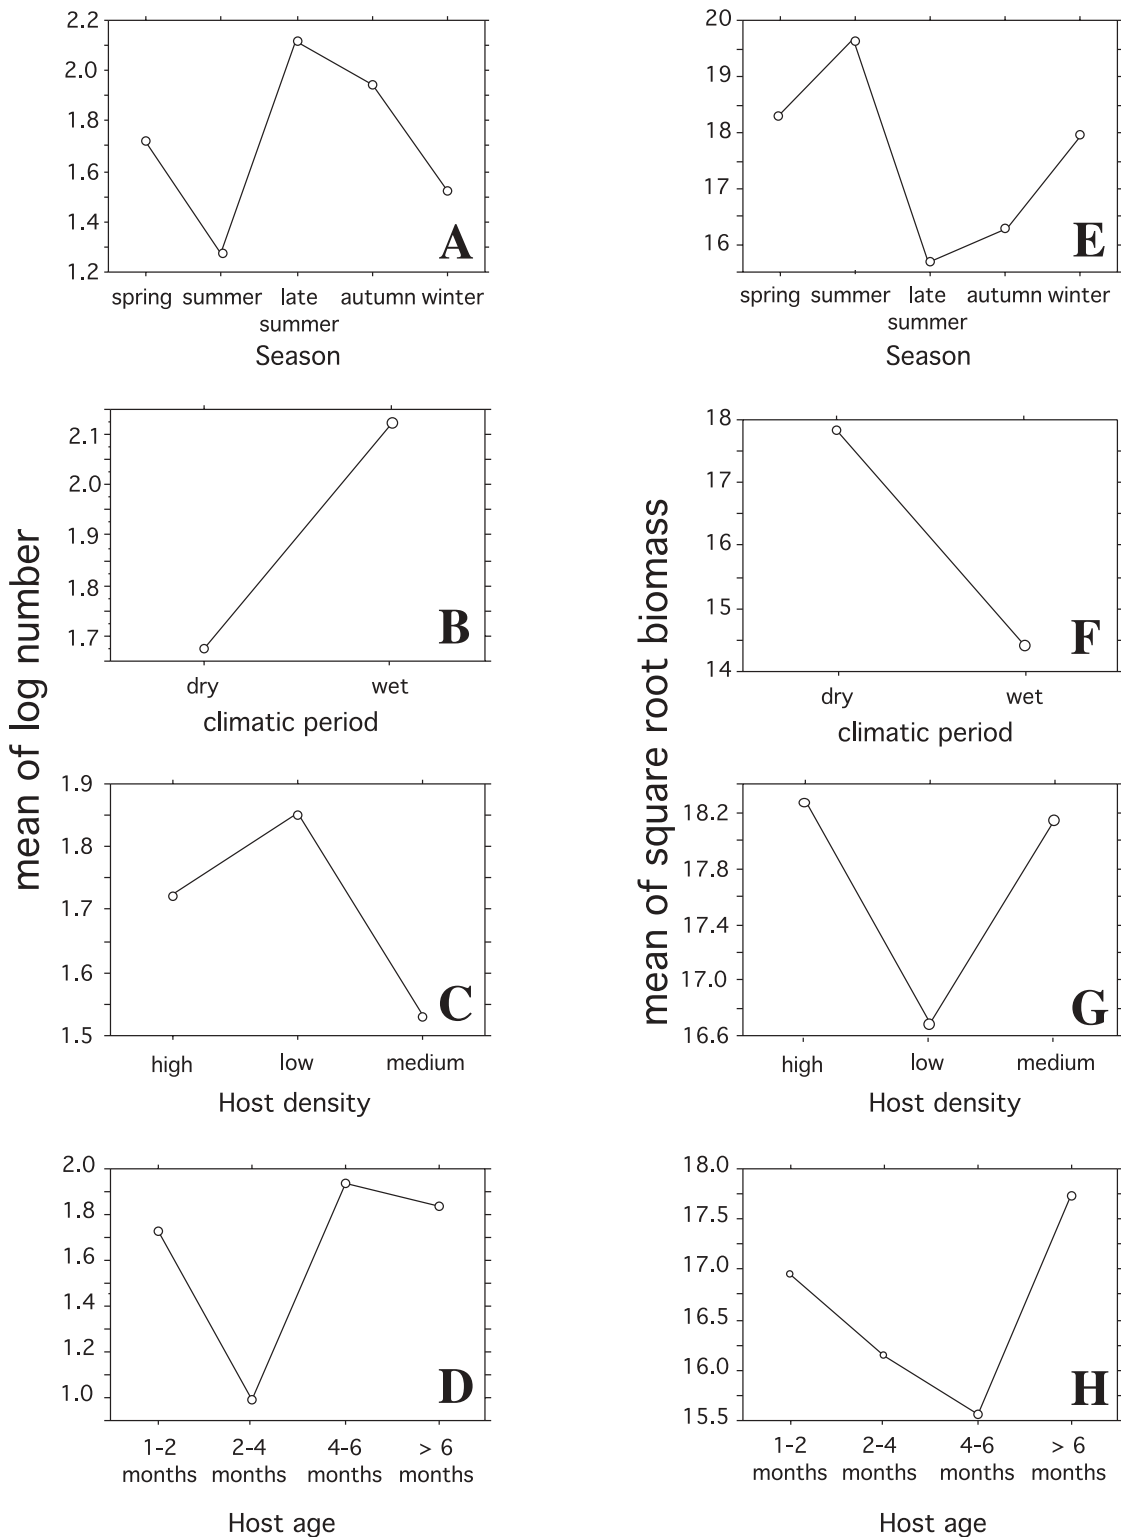 mean of log number
2.2
2.0
1.8
1.6
1.4
1.2
A
spring summer late autumn winter
summer
Season
2.1
2.0
1.9
1.8
1.7
B
dry wet
climatic period
1.9
1.8
1.7
1.6
1.5
C
high low medium
Host density
2.0
1.8
1.6
1.4
1.2
1.0
D
1-2 2-4 4-6 > 6
months months months months
Host age
mean of square root biomass
20
19
18
17
16
E
spring summer late autumn winter
summer
Season
18
17
16
15
14
F
dry wet
climatic period
18.2
17.8
17.4
17.0
16.6
G
high low medium
Host density
18.0
17.5
17.0
16.5
16.0
15.5
H
1-2 2-4 4-6 > 6
months months months months
Host age